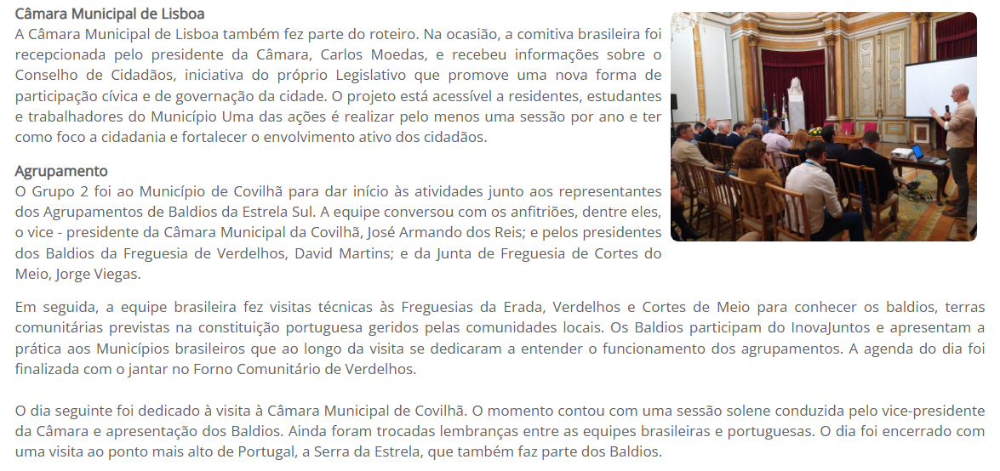 Câmara Municipal de Lisboa
A Câmara Municipal de Lisboa também fez parte do roteiro. Na ocasião, a comitiva brasileira foi
recepcionada pelo presidente da Câmara, Carlos Moedas, e recebeu informações sobre o
Conselho de Cidadãos, iniciativa do próprio Legislativo que promove uma nova forma de
participação cívica e de governação da cidade. O projeto está acessível a residentes, estudantes
e trabalhadores do Município Uma das ações é realizar pelo menos uma sessão por ano e ter
como foco a cidadania e fortalecer o envolvimento ativo dos cidadãos.
Agrupamento
O Grupo 2 foi ao Município de Covilhã para dar início às atividades junto aos representantes
dos Agrupamentos de Baldios da Estrela Sul. A equipe conversou com os anfitriões, dentre eles,
o vice - presidente da Câmara Municipal da Covilhã, José Armando dos Reis; e pelos presidentes
dos Baldios da Freguesia de Verdelhos, David Martins; e da Junta de Freguesia de Cortes do
Meio, Jorge Viegas.
Em seguida, a equipe brasileira fez visitas técnicas às Freguesias da Erada, Verdelhos e Cortes de Meio para conhecer os baldios, terras
comunitárias previstas na constituição portuguesa geridos pelas comunidades locais. Os Baldios participam do InovaJuntos e apresentam a
prática aos Municípios brasileiros que ao longo da visita se dedicaram a entender o funcionamento dos agrupamentos. A agenda do dia foi
finalizada com o jantar no Forno Comunitário de Verdelhos.
O dia seguinte foi dedicado à visita à Câmara Municipal de Covilhã. O momento contou com uma sessão solene conduzida pelo vice-presidente
da Câmara e apresentação dos Baldios. Ainda foram trocadas lembranças entre as equipes brasileiras e portuguesas. O dia foi encerrado com
uma visita ao ponto mais alto de Portugal, a Serra da Estrela, que também faz parte dos Baldios.